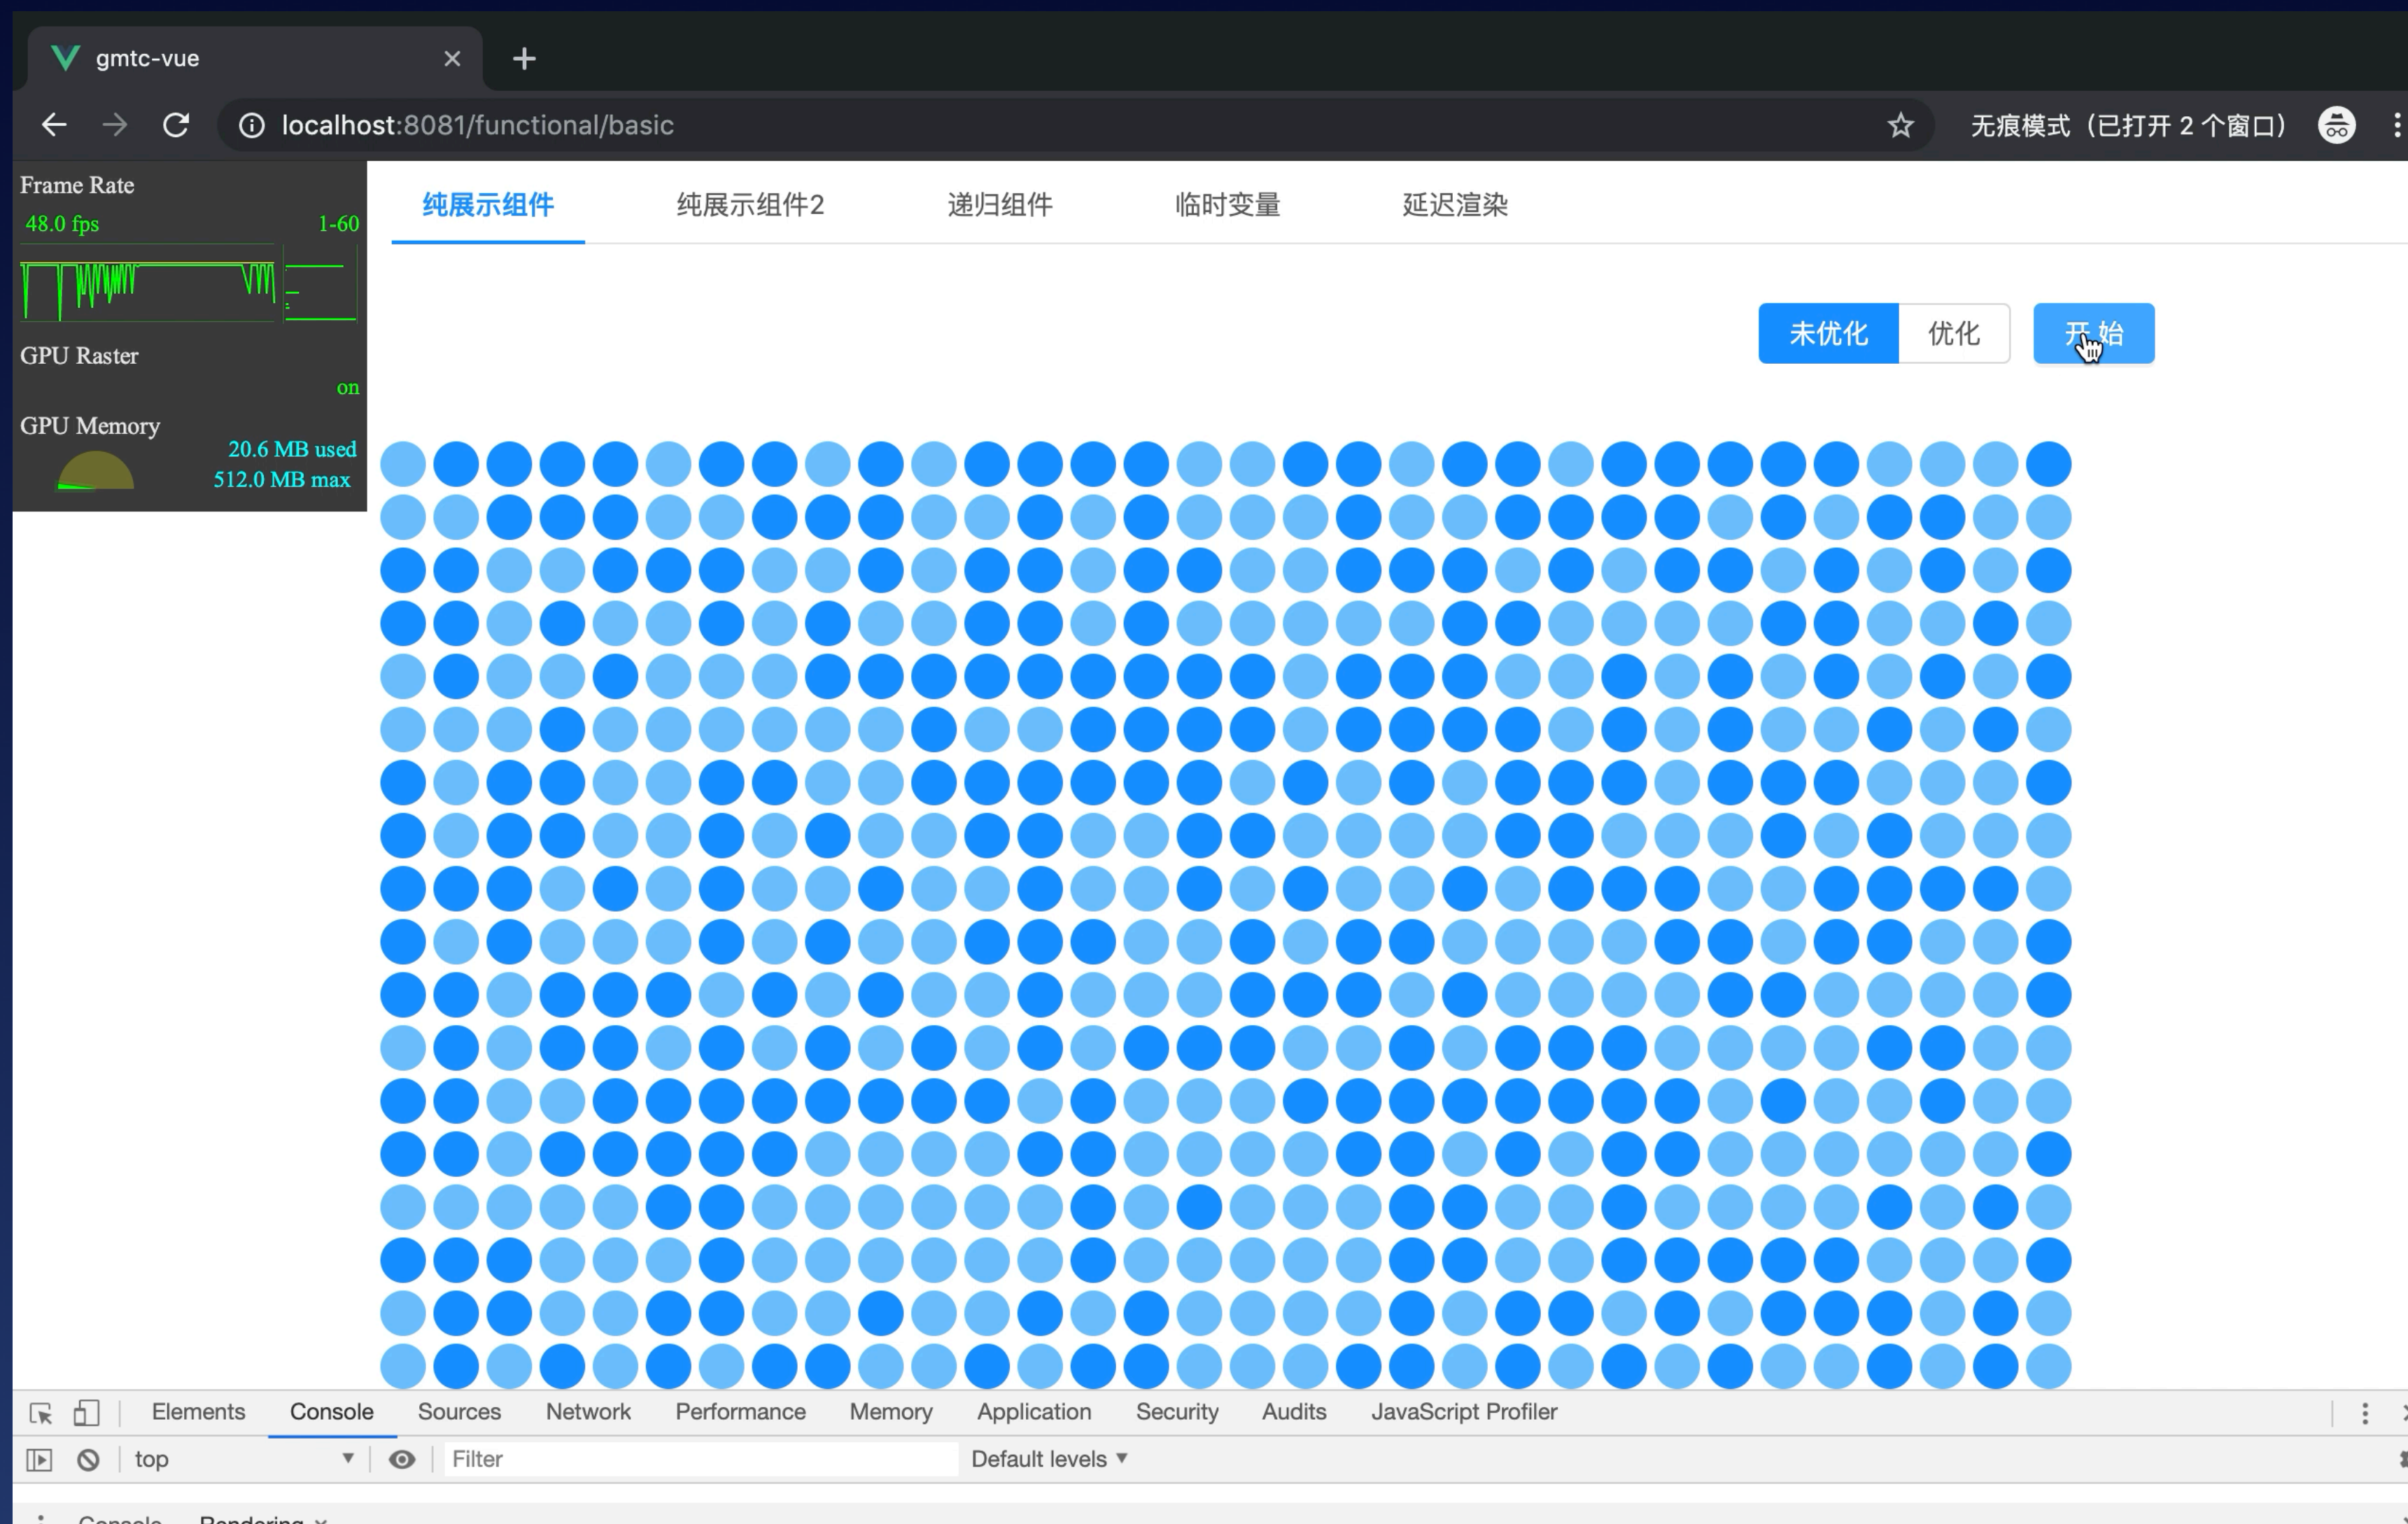 gmtc-vue
localhost:8081/functional/basic
无痕模式（已打开 2 个窗口）
Frame Rate
48.0 fps 1-60
GPU Raster
on
GPU Memory
20.6 MB used
512.0 MB max
纯展示组件 纯展示组件2 递归组件 临时变量 延迟渲染
未优化 优化 开始
Elements Console Sources Network Performance Memory Application Security Audits JavaScript Profiler
top Filter Default levels
Console Rendering